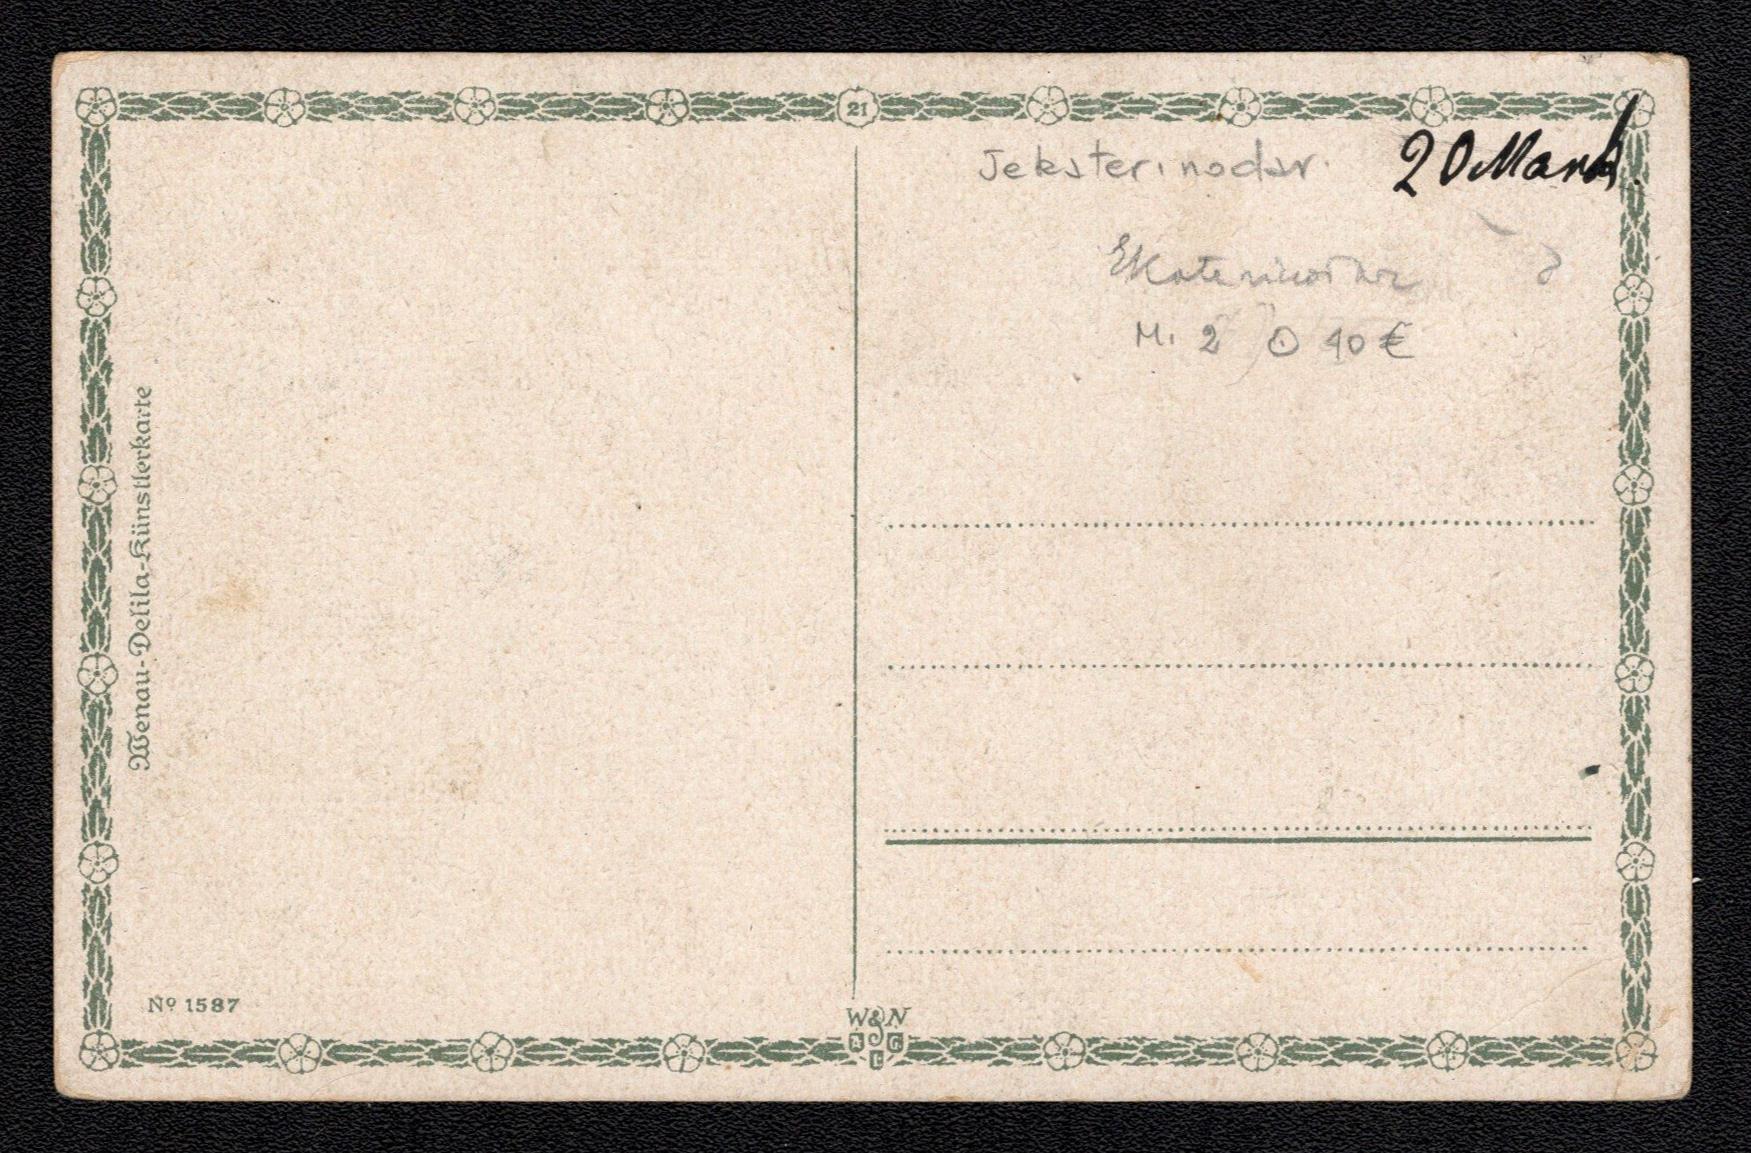 21
Jekaterinodar.
20 Mark.
Ekaterinodar
Mi 2 ⊙ 40 €
Wenau-Delila-Künstlerkarte
Nº 1587
W&N